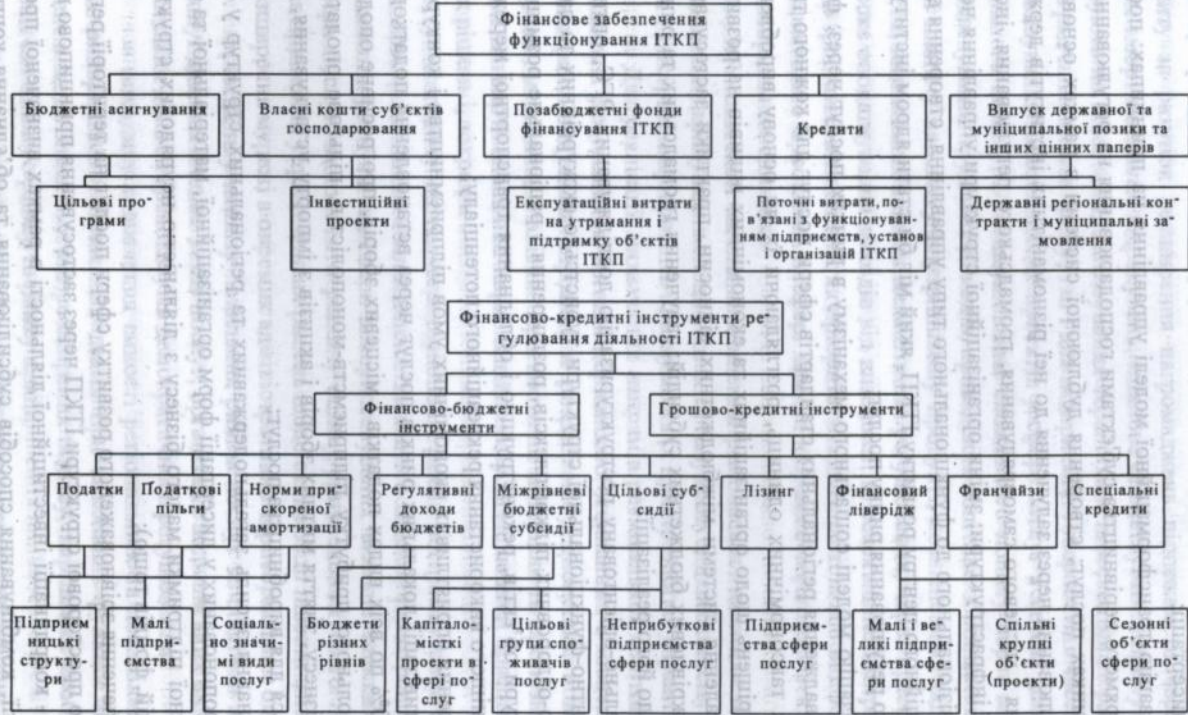 Фінансове забезпечення
функціонування ІТКП
Бюджетні асигнування
Власні кошти суб’єктів
господарювання
Позабюджетні фонди
фінансування ІТКП
Кредити
Випуск державної та
муніципальної позики та
інших цінних паперів
Цільові про-
грами
Інвестиційні
проекти
Експуатаційні витрати
на утримання і
підтримку об’єктів
ІТКП
Поточні витрати, по-
в’язані з функціонуван-
ням підприємств, установ
і організацій ІТКП
Державні регіональні кон-
тракти і муніципальні за-
мовлення
Фінансово-кредитні інструменти ре-
гулювання діяльності ІТКП
Фінансово-бюджетні
інструменти
Грошово-кредитні інструменти
Податки
Податкові
пільги
Норми при-
скореної
амортизації
Регулятивні
доходи
бюджетів
Міжрівневі
бюджетні
субсидії
Цільові суб-
сидії
Лізинг
Фінансовий
ліверідж
Франчайзи
Спеціальні
кредити
Підприєм
ницькі
структу-
ри
Малі
підпри-
ємства
Соціаль-
но значи-
мі види
послуг
Бюджети
різних
рівнів
Капітало-
місткі
проекти в
сфері по-
слуг
Цільові
групи спо-
живачів
послуг
Неприбуткові
підприємства
сфери послуг
Підприєм-
ства сфери
послуг
Малі і ве-
ликі підпри-
ємства сфе-
ри послуг
Спільні
крупні
об’єкти
(проекти)
Сезонні
об’єкти
сфери по-
слуг